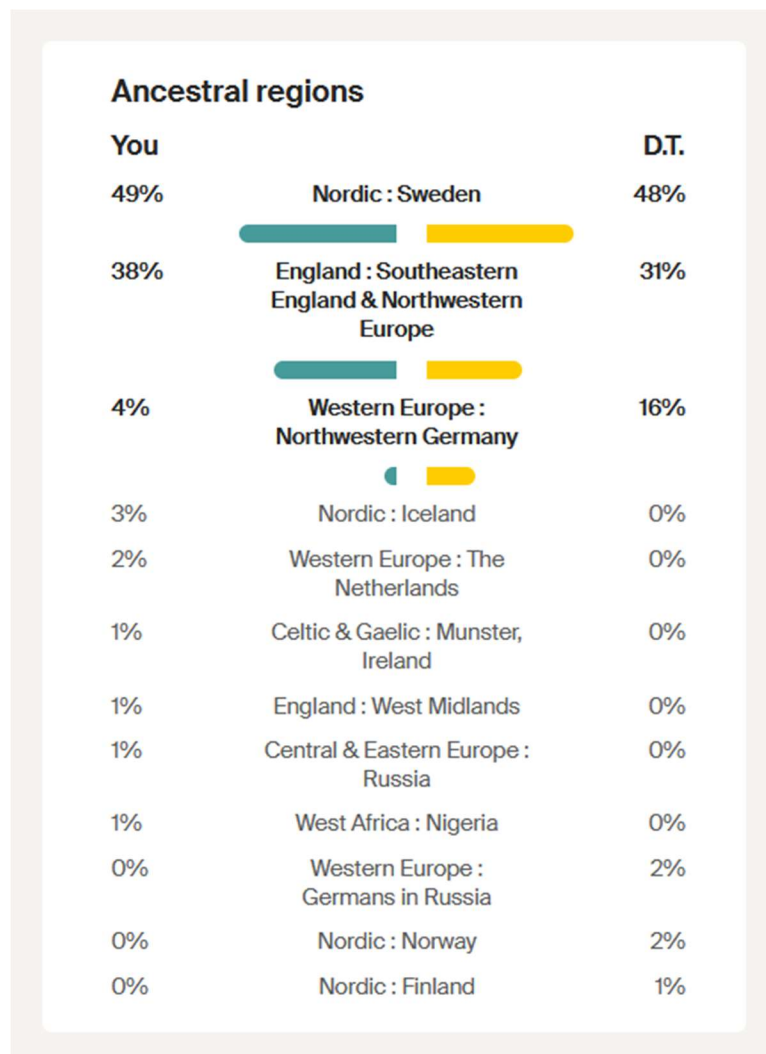 Ancestral regions
You D.T.
49% Nordic : Sweden 48%
38% England : Southeastern 31%
England & Northwestern
Europe
4% Western Europe : 16%
Northwestern Germany
3% Nordic : Iceland 0%
2% Western Europe : The 0%
Netherlands
1% Celtic & Gaelic : Munster, 0%
Ireland
1% England : West Midlands 0%
1% Central & Eastern Europe : 0%
Russia
1% West Africa : Nigeria 0%
0% Western Europe : 2%
Germans in Russia
0% Nordic : Norway 2%
0% Nordic : Finland 1%